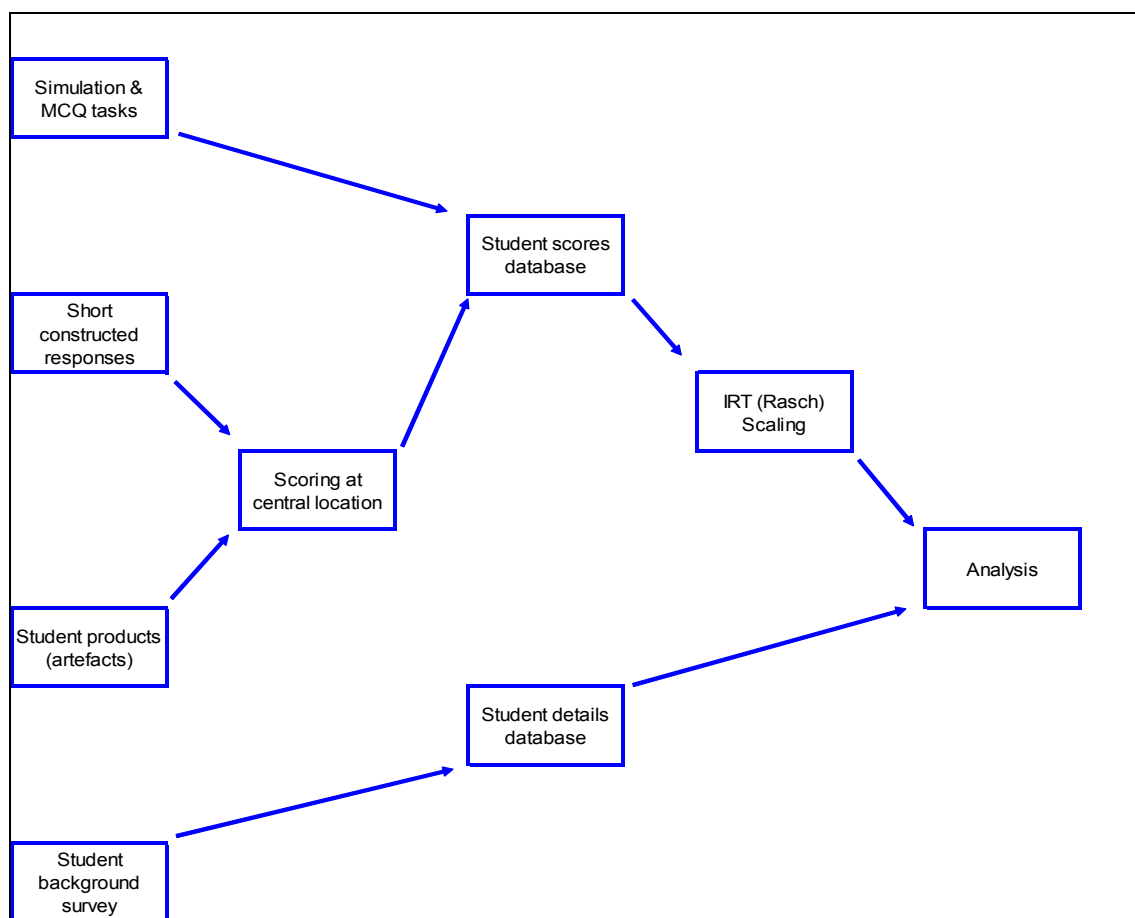 Simulation &
MCQ tasks
Student scores
database
Short
constructed
responses
IRT (Rasch)
Scaling
Scoring at
central location
Analysis
Student products
(artefacts)
Student details
database
Student
background
survey